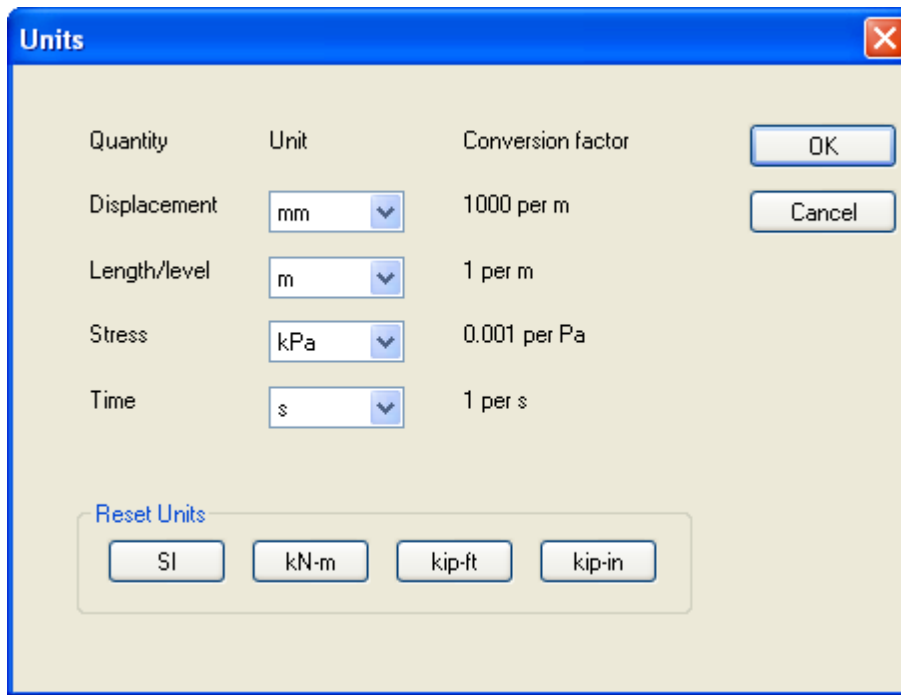 Units
Quantity Unit Conversion factor OK
Displacement mm 1000 per m Cancel
Length/level m 1 per m
Stress kPa 0.001 per Pa
Time s 1 per s
Reset Units
SI kN-m kip-ft kip-in